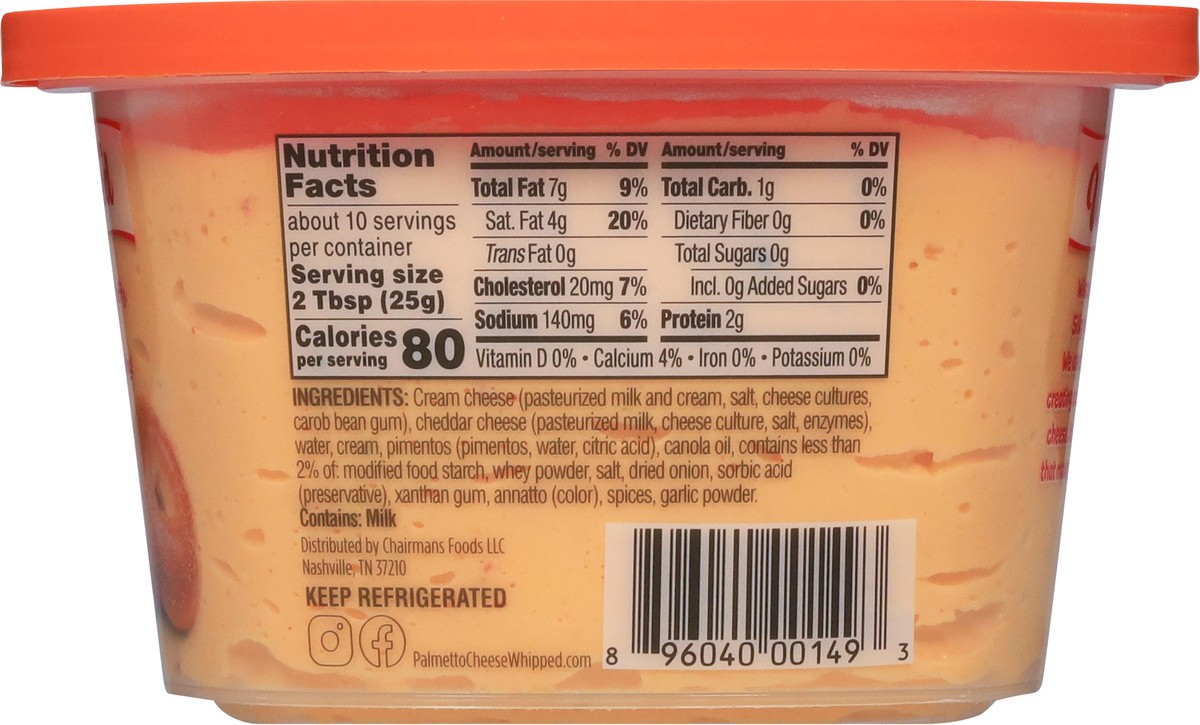 Nutrition
Facts
about 10 servings
per container
Serving size
2 Tbsp (25g)
Calories
per serving
80
Amount/serving % DV
Total Fat 7g 9%
Sat. Fat 4g 20%
Trans Fat 0g
Cholesterol 20mg 7%
Sodium 140mg 6%
Amount/serving % DV
Total Carb. 1g 0%
Dietary Fiber 0g 0%
Total Sugars 0g
Incl. 0g Added Sugars 0%
Protein 2g
Vitamin D 0% • Calcium 4% • Iron 0% • Potassium 0%
INGREDIENTS: Cream cheese (pasteurized milk and cream, salt, cheese cultures,
carob bean gum), cheddar cheese (pasteurized milk, cheese culture, salt, enzymes),
water, cream, pimentos (pimentos, water, citric acid), canola oil, contains less than
2% of: modified food starch, whey powder, salt, dried onion, sorbic acid
(preservative), xanthan gum, annatto (color), spices, garlic powder.
Contains: Milk
Distributed by Chairmans Foods LLC
Nashville, TN 37210
KEEP REFRIGERATED
PalmettoCheeseWhipped.com
8 96040 00149 3